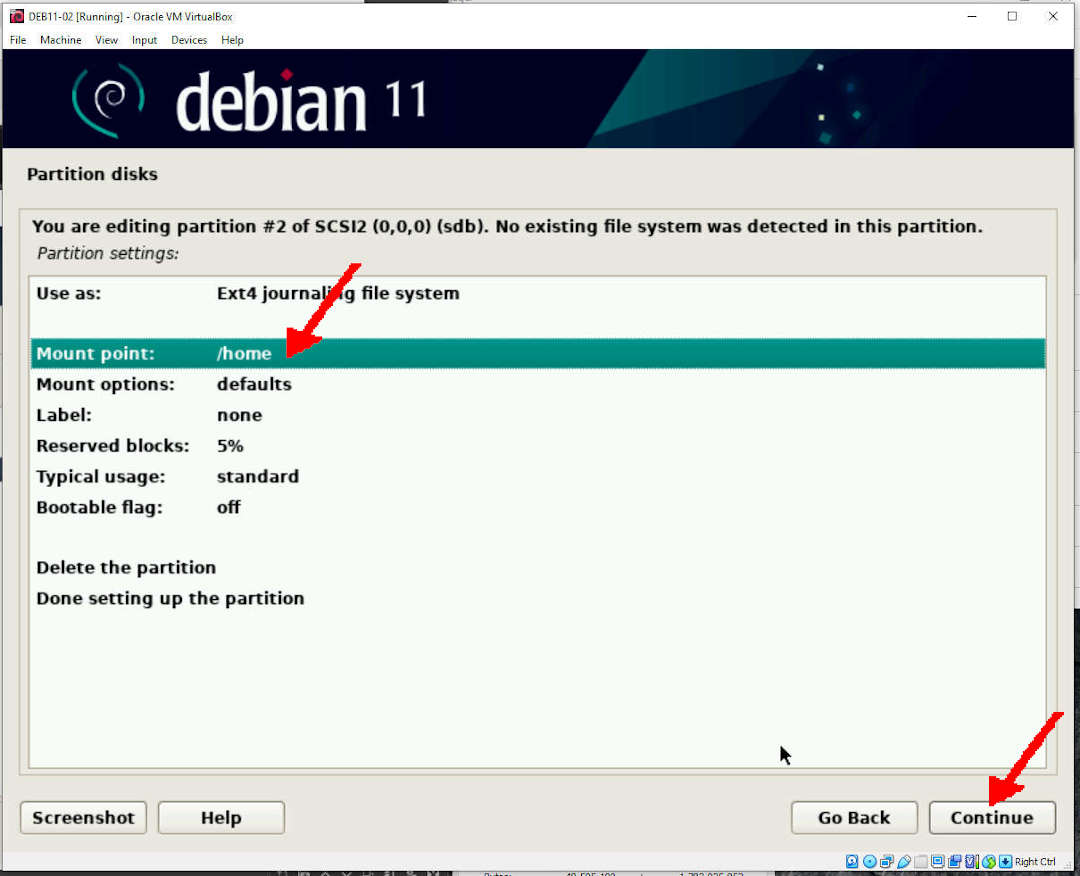 DEB11-02 [Running] - Oracle VM VirtualBox
File Machine View Input Devices Help
debian 11
Partition disks
You are editing partition #2 of SCSI2 (0,0,0) (sdb). No existing file system was detected in this partition.
Partition settings:
Use as: Ext4 journaling file system
Mount point: /home
Mount options: defaults
Label: none
Reserved blocks: 5%
Typical usage: standard
Bootable flag: off
Delete the partition
Done setting up the partition
Screenshot Help Go Back Continue
Right Ctrl